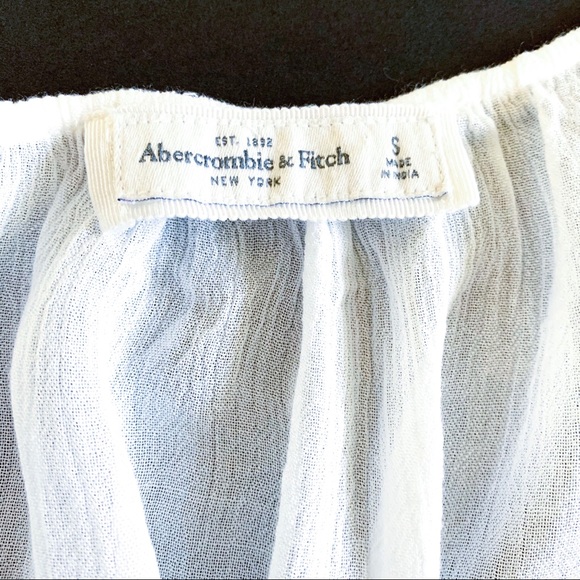 EST. 1892
Abercrombie & Fitch
NEW YORK
S
MADE
IN INDIA